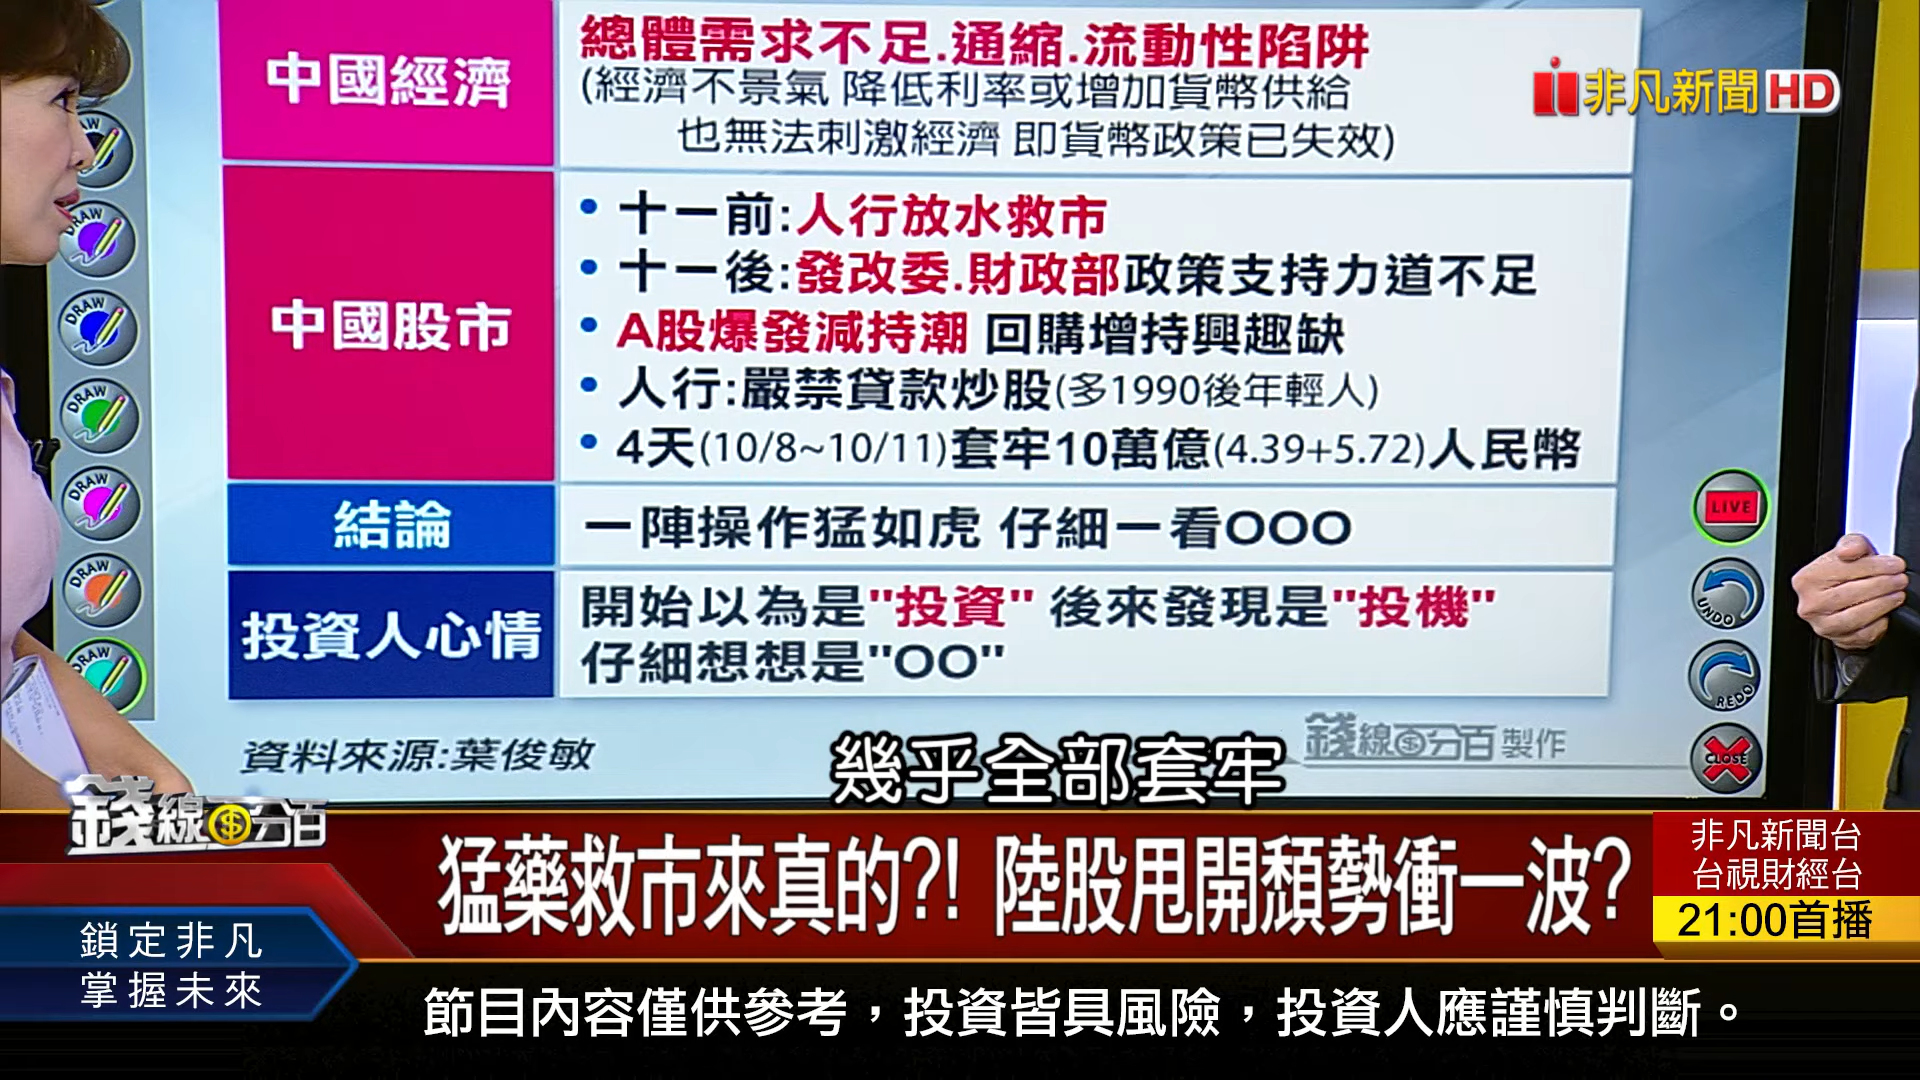 中國經濟
總體需求不足.通縮.流動性陷阱
(經濟不景氣 降低利率或增加貨幣供給
也無法刺激經濟 即貨幣政策已失效)
非凡新聞HD
中國股市
• 十一前:人行放水救市
• 十一後:發改委.財政部政策支持力道不足
• A股爆發減持潮 回購增持興趣缺
• 人行:嚴禁貸款炒股(多1990後年輕人)
• 4天(10/8~10/11)套牢10萬億(4.39+5.72)人民幣
結論
一陣操作猛如虎 仔細一看OOO
投資人心情
開始以為是"投資" 後來發現是"投機"
仔細想想是"OO"
資料來源:葉俊敏
錢線百分百製作
DRAW
DRAW
DRAW
DRAW
DRAW
DRAW
DRAW
LIVE
UNDO
REDO
CLOSE
幾乎全部套牢
錢線百分百
猛藥救市來真的?! 陸股甩開頹勢衝一波?
非凡新聞台
台視財經台
21:00首播
鎖定非凡
掌握未來
節目內容僅供參考，投資皆具風險，投資人應謹慎判斷。